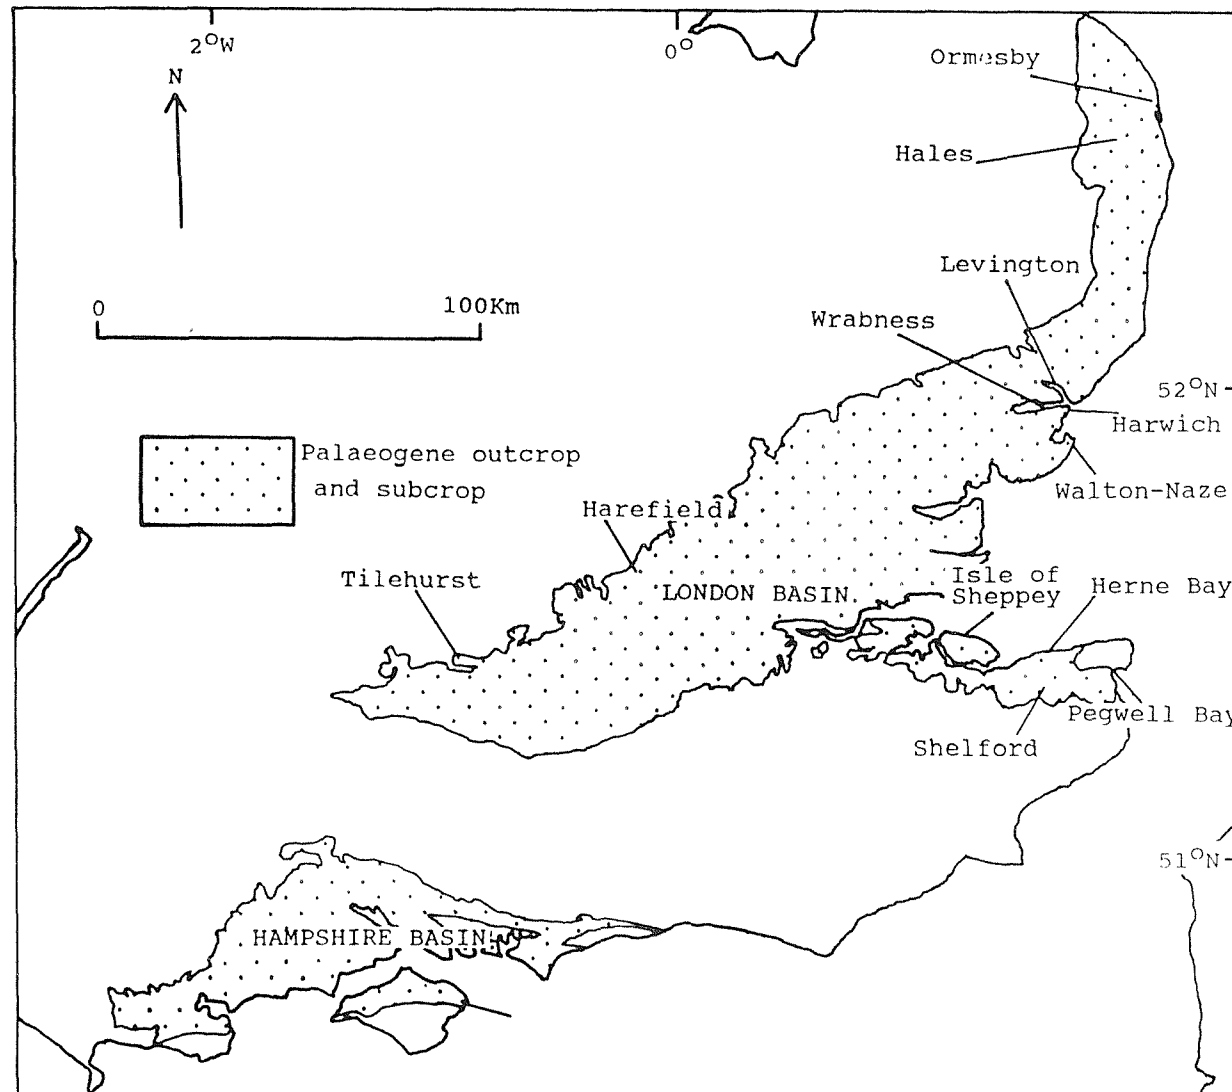 2°W
0°
N
Ormesby
Hales
Levington
0 100Km
Wrabness
52°N
Harwich
Palaeogene outcrop
and subcrop
Walton-Naze
Harefield
Tilehurst
LONDON BASIN
Isle of
Sheppey
Herne Bay
Pegwell Bay
Shelford
51°N
HAMPSHIRE BASIN